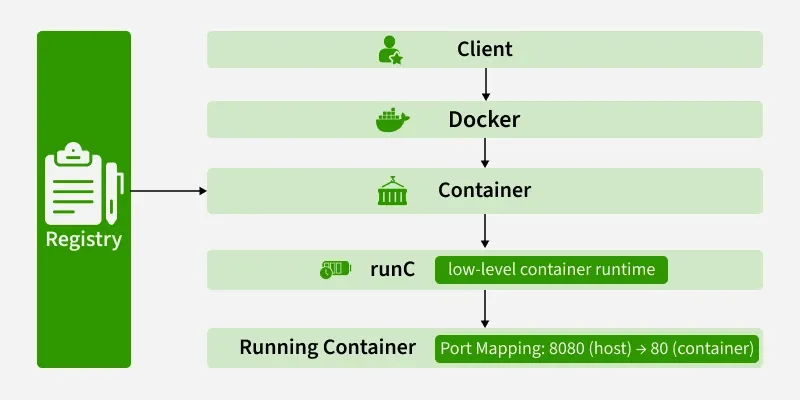 Registry
Client
Docker
Container
runC low-level container runtime
Running Container Port Mapping: 8080 (host) → 80 (container)